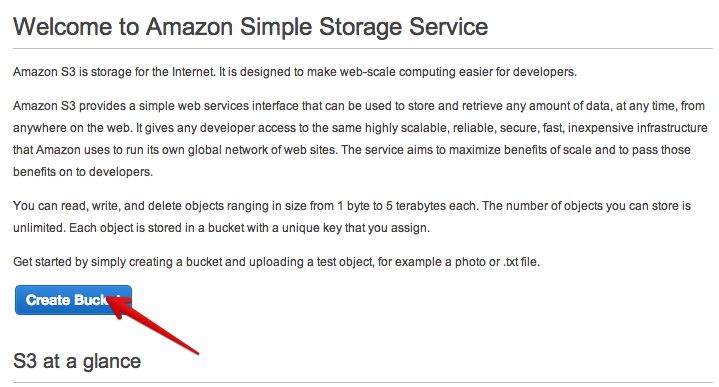 Welcome to Amazon Simple Storage Service
Amazon S3 is storage for the Internet. It is designed to make web-scale computing easier for developers.
Amazon S3 provides a simple web services interface that can be used to store and retrieve any amount of data, at any time, from
anywhere on the web. It gives any developer access to the same highly scalable, reliable, secure, fast, inexpensive infrastructure
that Amazon uses to run its own global network of web sites. The service aims to maximize benefits of scale and to pass those
benefits on to developers.
You can read, write, and delete objects ranging in size from 1 byte to 5 terabytes each. The number of objects you can store is
unlimited. Each object is stored in a bucket with a unique key that you assign.
Get started by simply creating a bucket and uploading a test object, for example a photo or .txt file.
Create Bucket
S3 at a glance